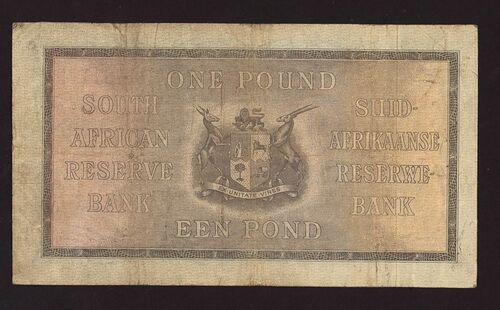 ONE POUND
SOUTH
AFRICAN
RESERVE
BANK
SUID-
AFRIKAANSE
RESERWE-
BANK
EX UNITATE VIRES
EEN POND